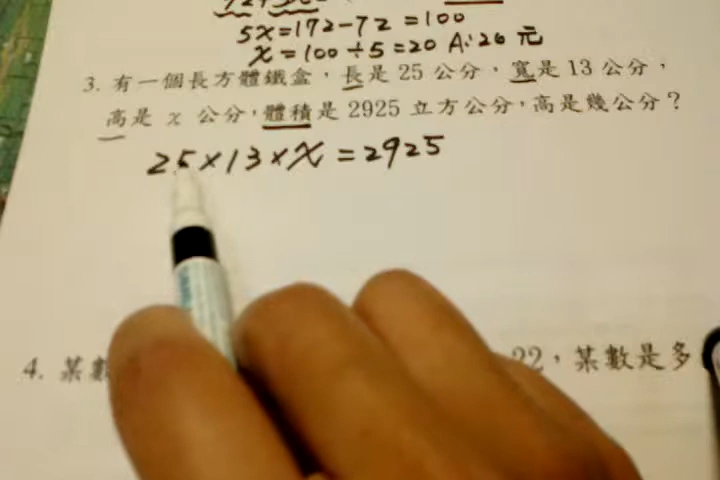 5x=172-72=100
x=100÷5=20 A:20元
3. 有一個長方體鐵盒，長是25公分，寬是13公分，
高是 x 公分，體積是2925立方公分，高是幾公分？
25×13×x=2925
4. 某數 22，某數是多